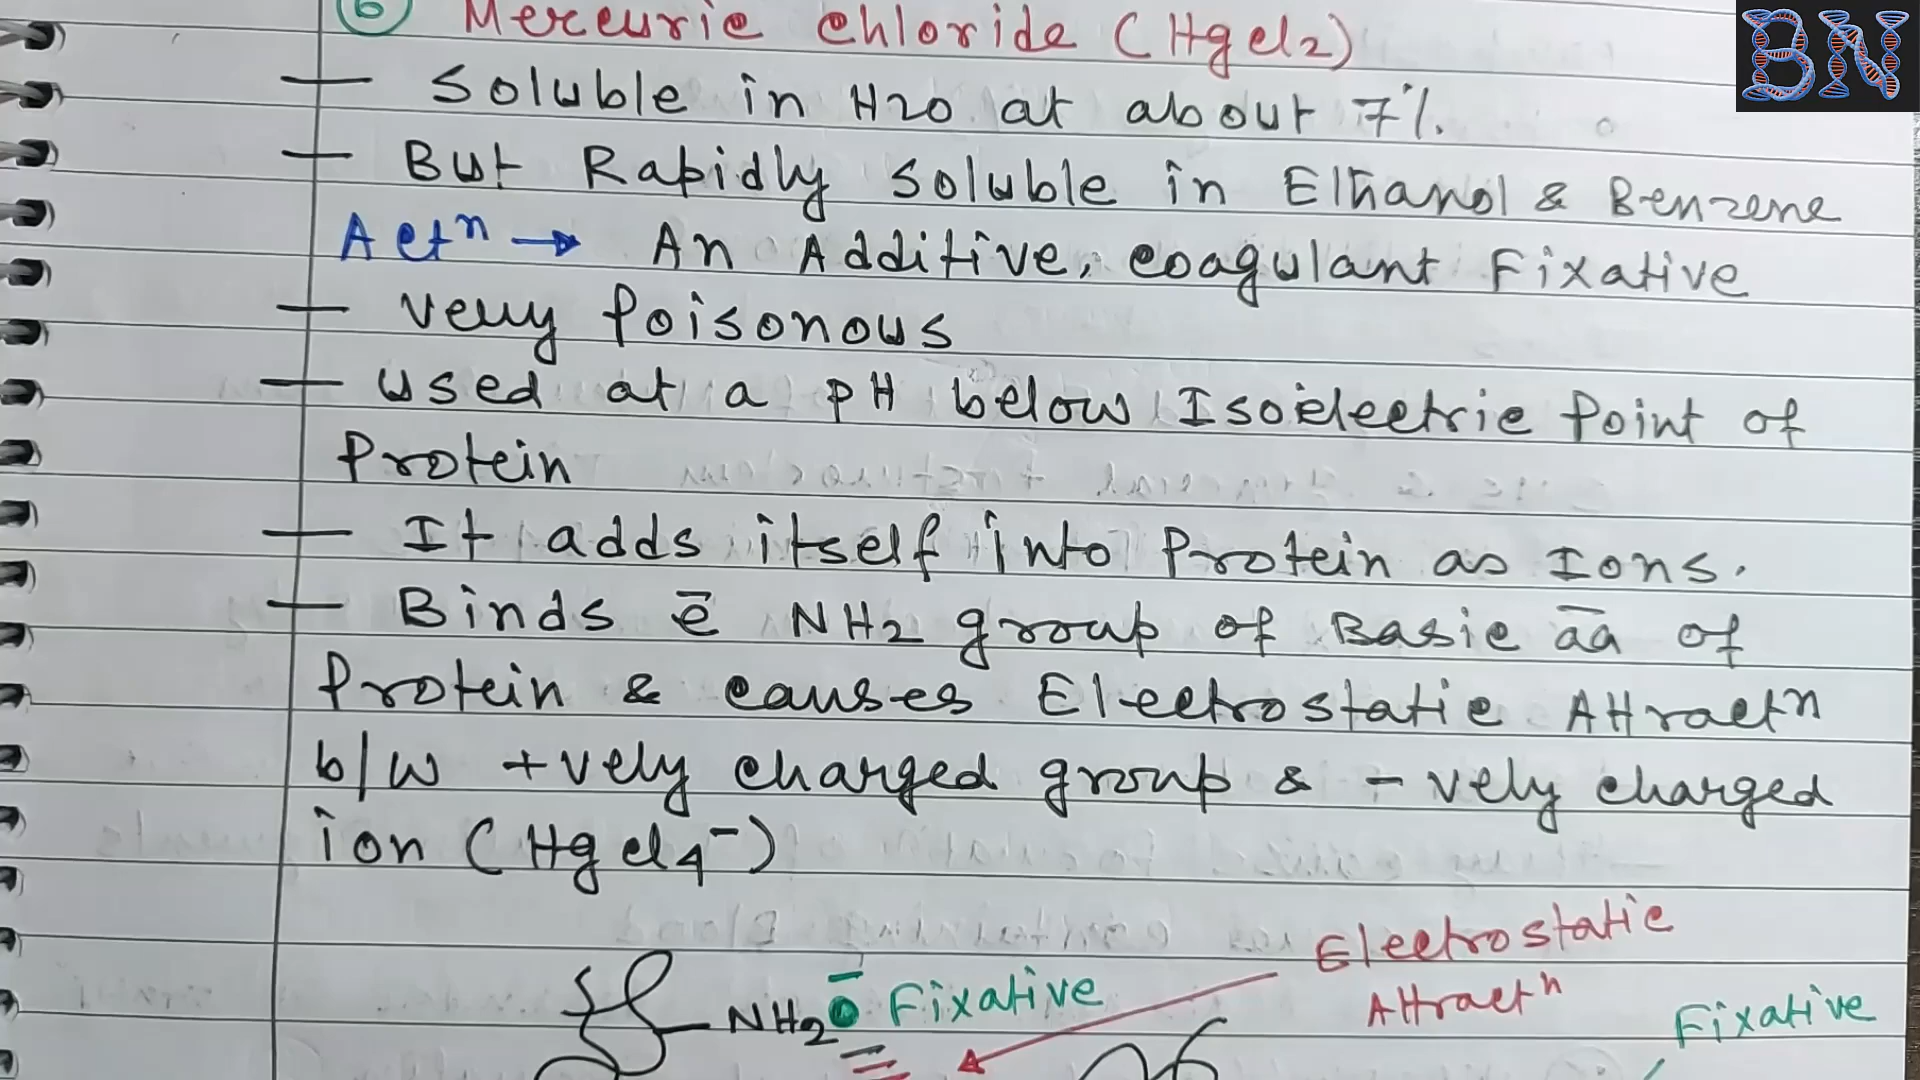 6 Mercuric chloride (Hgcl2)
— Soluble in H2O at about 7%.
— But Rapidly soluble in Ethanol & Benzene
Actn → An Additive, coagulant Fixative
— very Poisonous
— used at a pH below Isoelectric Point of
Protein
— It adds itself into Protein as Ions.
— Binds c̄ NH2 group of Basic aa of
Protein & causes Electrostatic Attractn
b/w +vely charged group & -vely charged
ion (Hgcl4-)
Electrostatic
Attractn
NH2 Fixative
Fixative
BN